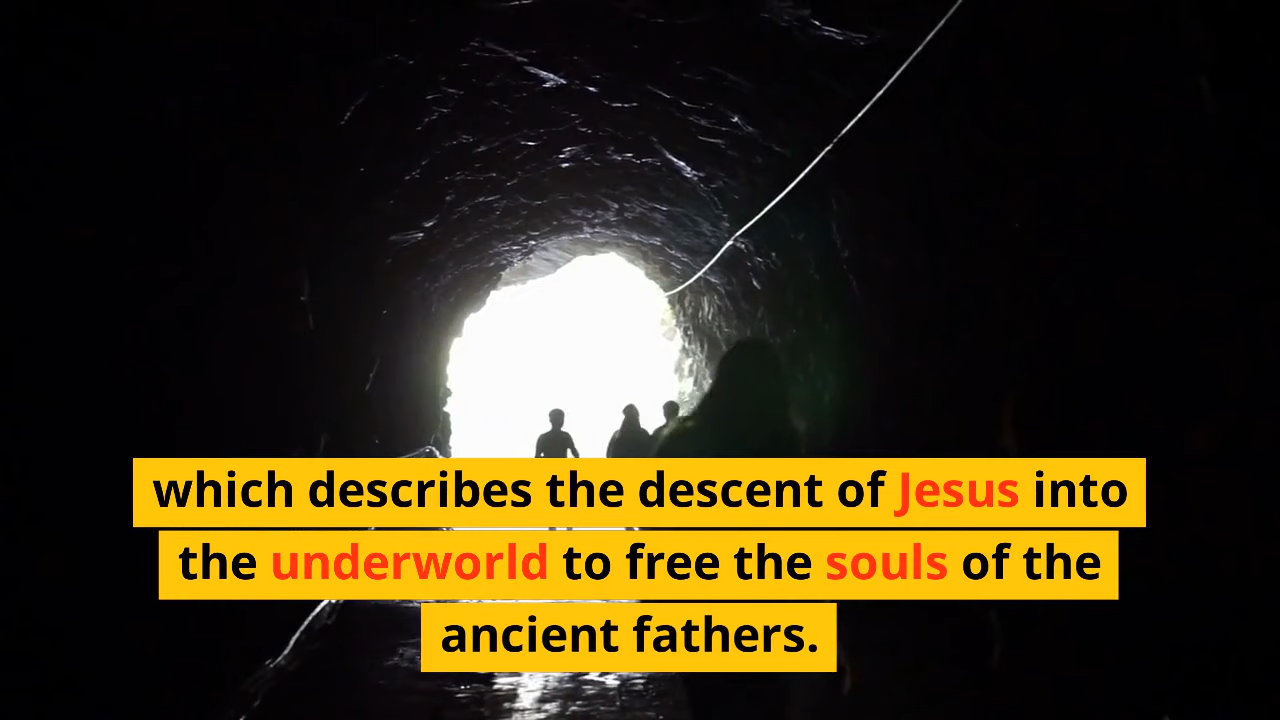 which describes the descent of Jesus into
the underworld to free the souls of the
ancient fathers.